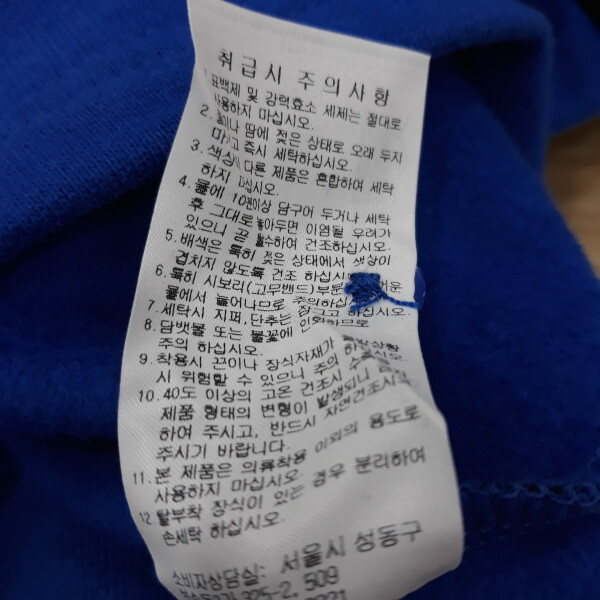 취급시 주의사항
1. 표백제 및 강력효소 세제는 절대로
사용하지 마십시오.
2. 물이나 땀에 젖은 상태로 오래 두지
마시고 즉시 세탁하십시오.
3. 색상이 다른 제품은 혼합하여 세탁
하지 마십시오.
4. 물에 10분이상 담구어 두거나 세탁
후 그대로 놓아두면 이염될 우려가
있으니 곧 탈수하여 건조하십시오.
5. 배색은 특히 젖은 상태에서 색상이
겹치지 않도록 건조 하십시오.
6. 특히 시보리(고무밴드)부분은
물에서 늘어나므로 주의하십시오
7. 세탁시 지퍼,단추는 잠그고 하십시오
8. 담뱃불 또는 불꽃에 인화하므로
주의 하십시오.
9. 착용시 끈이나 장식자재가
시 위험할 수 있으니 주의
10. 40도 이상의 고온 건조시
제품 형태의 변형이 발생되니
하여 주시고, 반드시 자연건조시
주시기 바랍니다.
11. 본 제품은 의류착용 이외의 용도로
사용하지 마십시오.
12. 탈부착 장식이 있는 경우 분리하여
손세탁 하십시오.
소비자상담실: 서울시 성동구
325-2, 509